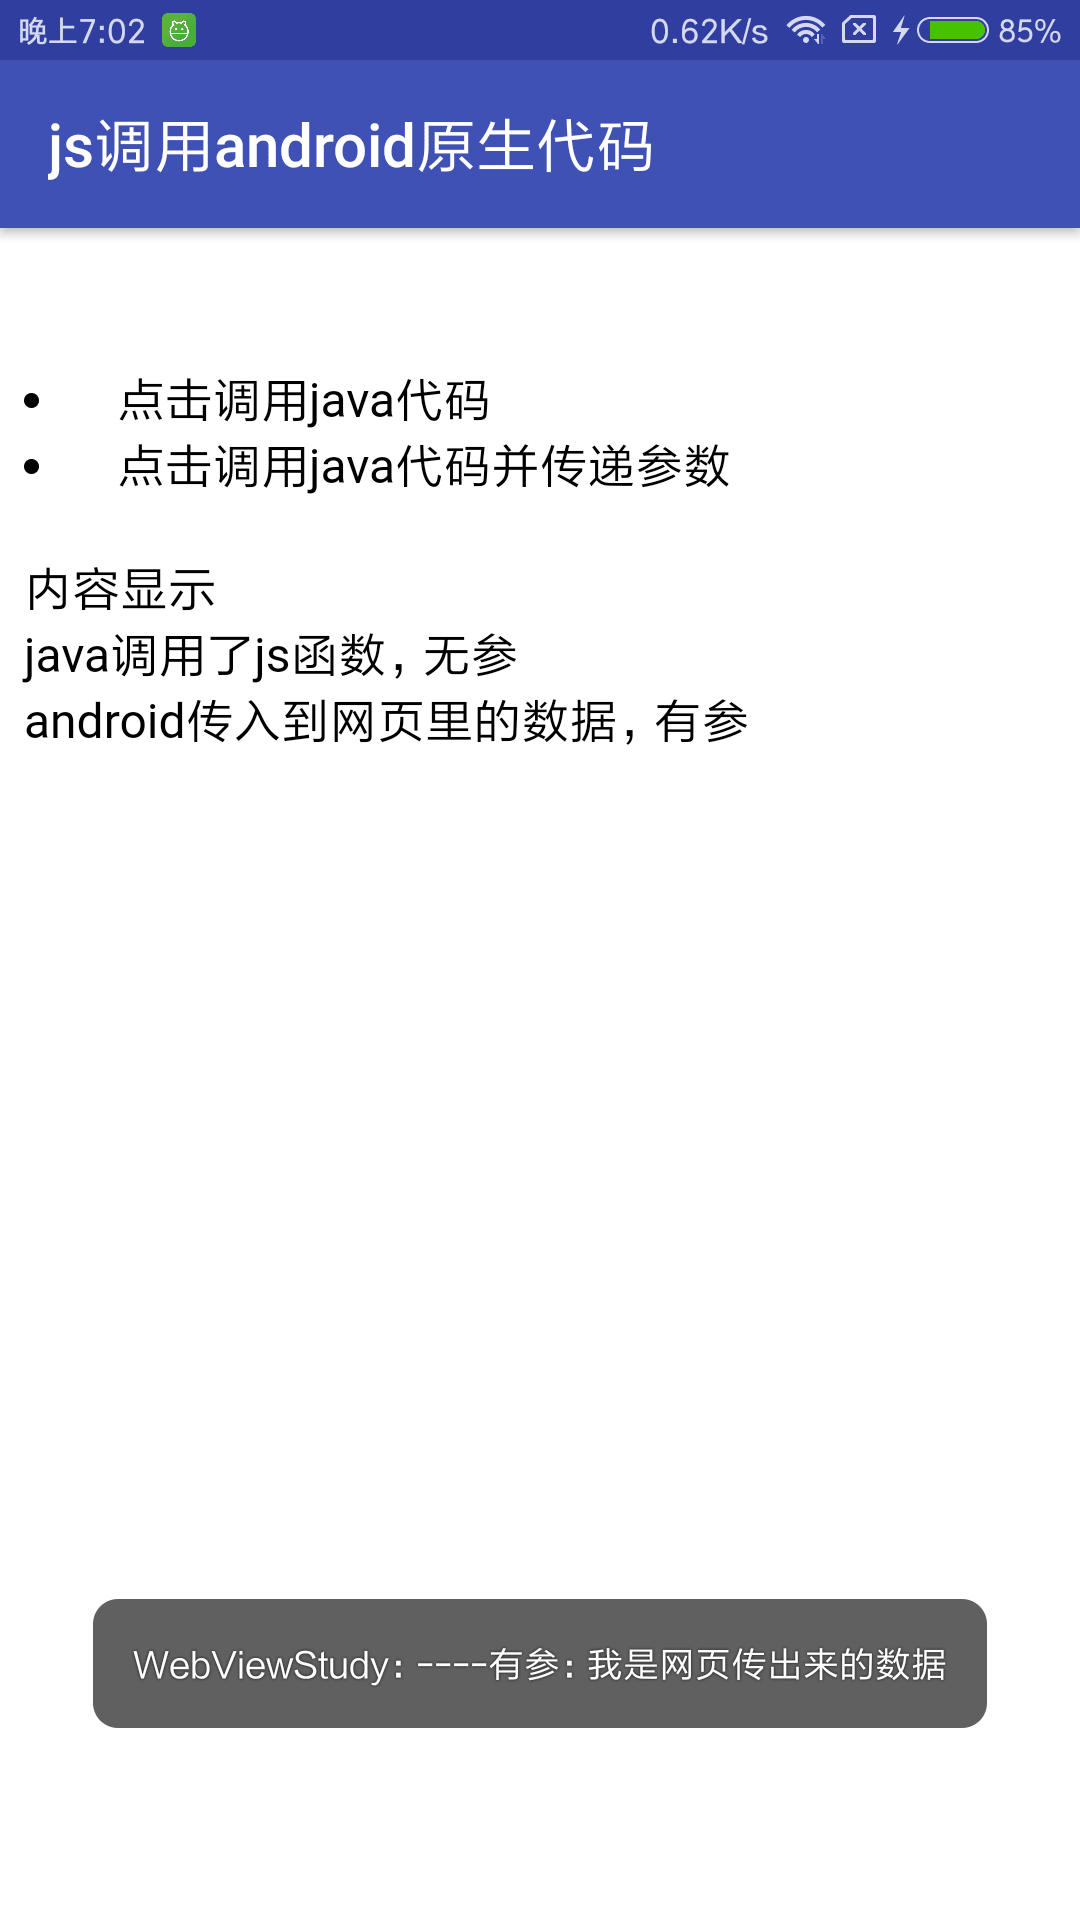 晚上7:02 0.62K/s 85%
js调用android原生代码
• 点击调用java代码
• 点击调用java代码并传递参数
内容显示
java调用了js函数，无参
android传入到网页里的数据，有参
WebViewStudy：----有参：我是网页传出来的数据